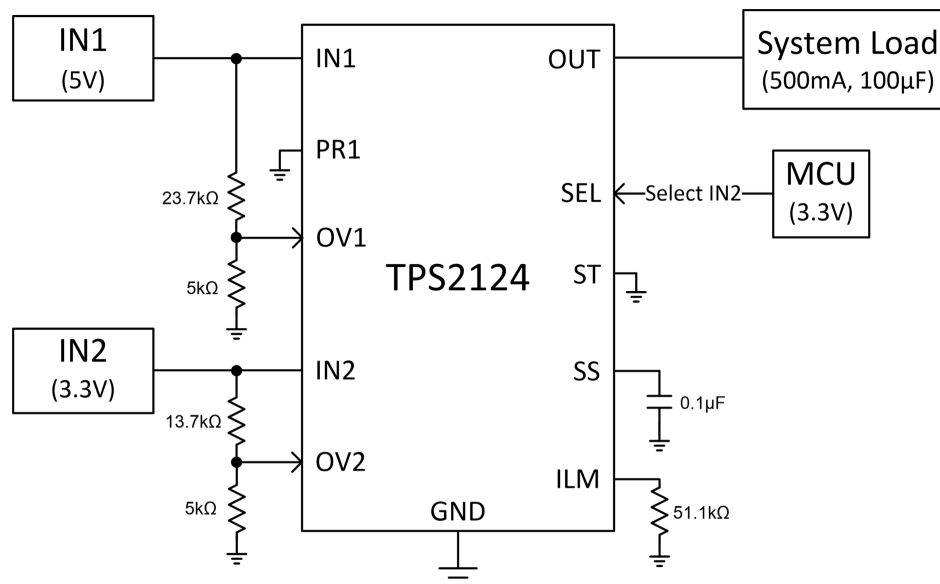 IN1
(5V)
IN1
OUT
System Load
(500mA, 100µF)
PR1
23.7kΩ
SEL
Select IN2
MCU
(3.3V)
OV1
5kΩ
TPS2124
ST
IN2
(3.3V)
IN2
SS
13.7kΩ
0.1µF
OV2
5kΩ
ILM
51.1kΩ
GND